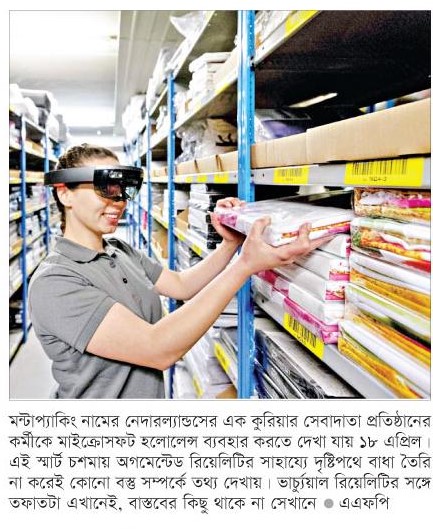 মন্টাপ্যাকিং নামের নেদারল্যান্ডসের এক কুরিয়ার সেবাদাতা প্রতিষ্ঠানের
কর্মীকে মাইক্রোসফট হলোলেন্স ব্যবহার করতে দেখা যায় ১৮ এপ্রিল।
এই স্মার্ট চশমায় অগমেন্টেড রিয়েলিটির সাহায্যে দৃষ্টিপথে বাধা তৈরি
না করেই কোনো বস্তু সম্পর্কে তথ্য দেখায়। ভার্চ্যুয়াল রিয়েলিটির সঙ্গে
তফাতটা এখানেই, বাস্তবের কিছু থাকে না সেখানে ● এএফপি